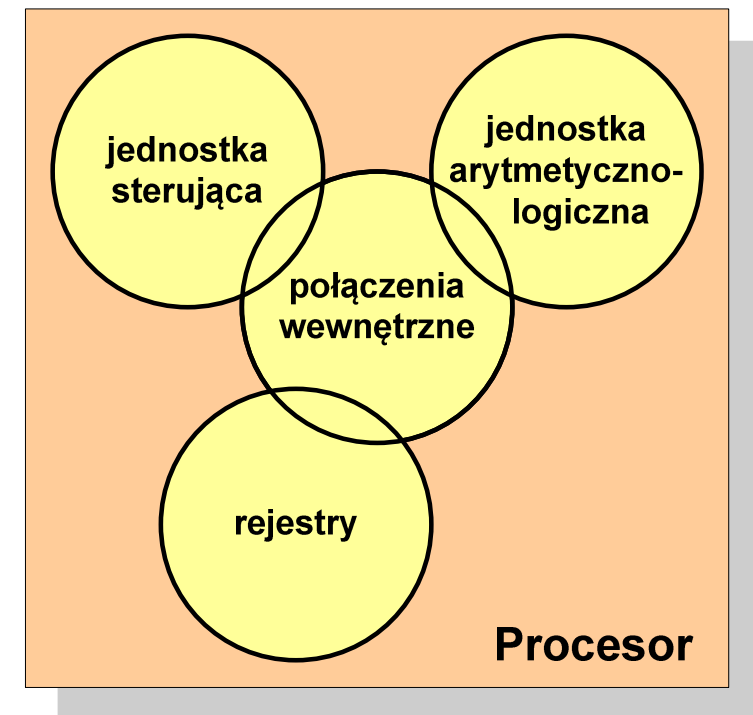 jednostka
sterująca
jednostka
arytmetyczno-
logiczna
połączenia
wewnętrzne
rejestry
Procesor